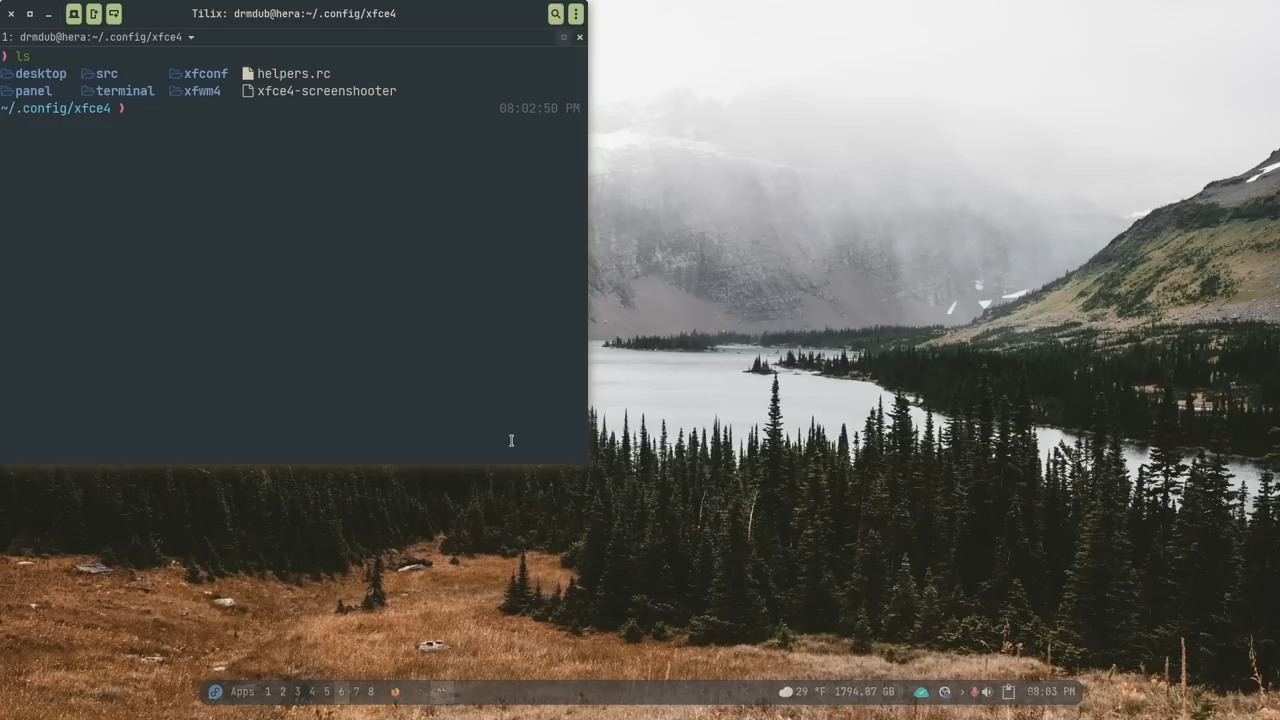 Tilix: drmdub@hera:~/.config/xfce4
1: drmdub@hera:~/.config/xfce4
❯ ls
desktop src xfconf helpers.rc
panel terminal xfwm4 xfce4-screenshooter
~/.config/xfce4 ❯ 08:02:50 PM
Apps 1 2 3 4 5 6 7 8 29 °F 1794.87 GB 08:03 PM